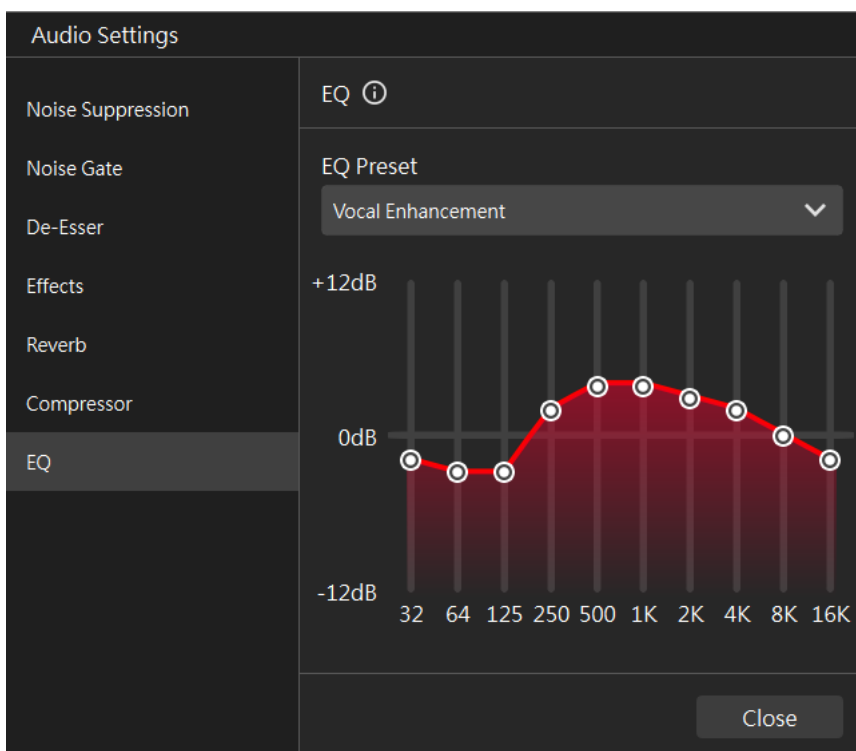 Audio Settings
Noise Suppression
Noise Gate
De-Esser
Effects
Reverb
Compressor
EQ
EQ
EQ Preset
Vocal Enhancement
+12dB
0dB
-12dB
32 64 125 250 500 1K 2K 4K 8K 16K
Close